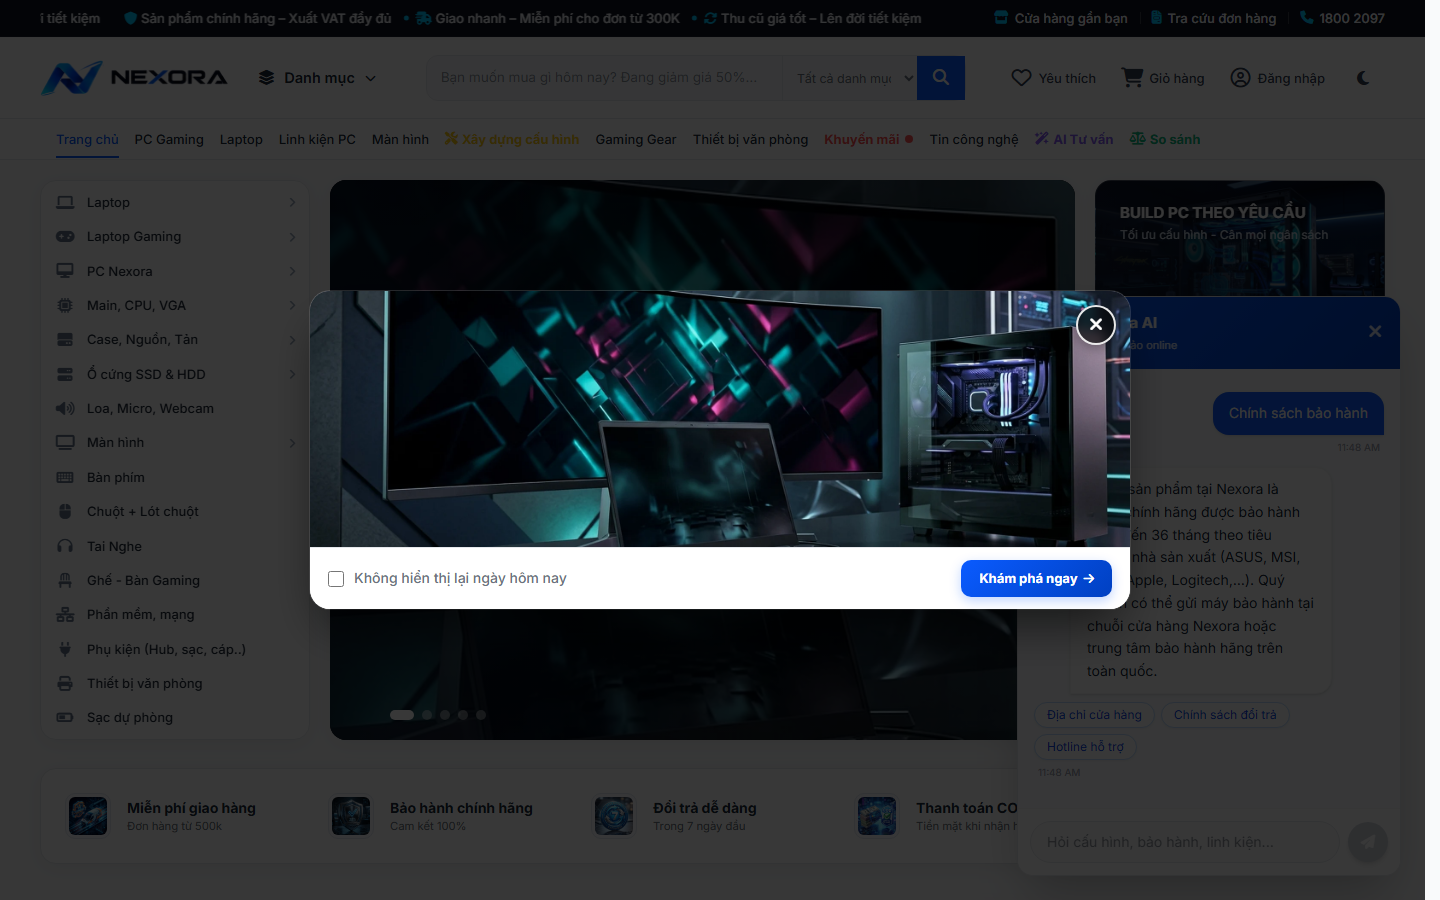 i tiết kiệm
Sản phẩm chính hãng – Xuất VAT đầy đủ
Giao nhanh – Miễn phí cho đơn từ 300K
Thu cũ giá tốt – Lên đời tiết kiệm
Cửa hàng gần bạn
Tra cứu đơn hàng
1800 2097
NEXORA
Danh mục
Bạn muốn mua gì hôm nay? Đang giảm giá 50%...
Tất cả danh mục
Yêu thích
Giỏ hàng
Đăng nhập
Trang chủ
PC Gaming
Laptop
Linh kiện PC
Màn hình
Xây dựng cấu hình
Gaming Gear
Thiết bị văn phòng
Khuyến mãi
Tin công nghệ
AI Tư vấn
So sánh
Laptop
Laptop Gaming
PC Nexora
Main, CPU, VGA
Case, Nguồn, Tản
Ổ cứng SSD & HDD
Loa, Micro, Webcam
Màn hình
Bàn phím
Chuột + Lót chuột
Tai Nghe
Ghế - Bàn Gaming
Phần mềm, mạng
Phụ kiện (Hub, sạc, cáp..)
Thiết bị văn phòng
Sạc dự phòng
BUILD PC THEO YÊU CẦU
Tối ưu cấu hình - Cân mọi ngân sách
Không hiển thị lại ngày hôm nay
Khám phá ngay
a AI
online
Chính sách bảo hành
11:48 AM
sản phẩm tại Nexora là
hính hãng được bảo hành
ến 36 tháng theo tiêu
nhà sản xuất (ASUS, MSI,
Apple, Logitech,...). Quý
có thể gửi máy bảo hành tại
chuỗi cửa hàng Nexora hoặc
trung tâm bảo hành hãng trên
toàn quốc.
Địa chỉ cửa hàng
Chính sách đổi trả
Hotline hỗ trợ
11:48 AM
Hỏi cấu hình, bảo hành, linh kiện...
Miễn phí giao hàng
Đơn hàng từ 500k
Bảo hành chính hãng
Cam kết 100%
Đổi trả dễ dàng
Trong 7 ngày đầu
Thanh toán CO
Tiền mặt khi nhận h